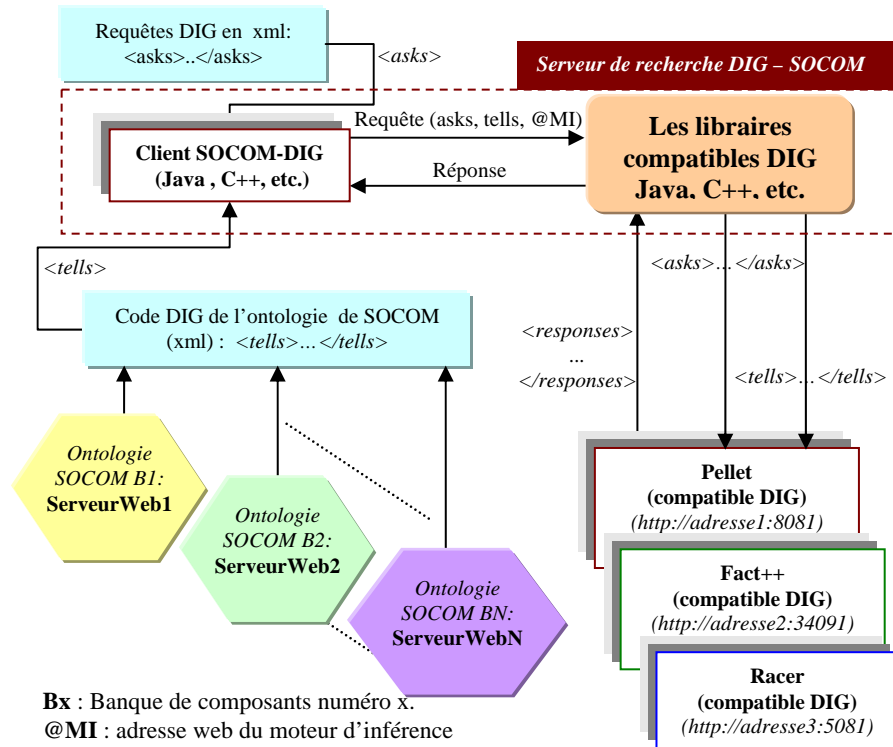 Requêtes DIG en xml:
<asks>..</asks>
<asks>
Serveur de recherche DIG – SOCOM
Client SOCOM-DIG
(Java , C++, etc.)
Requête (asks, tells, @MI)
Réponse
Les libraires
compatibles DIG
Java, C++, etc.
<tells>
<asks>...</asks>
Code DIG de l’ontologie de SOCOM
(xml) : <tells>...</tells>
<responses>
...
</responses>
<tells>...</tells>
Ontologie
SOCOM B1:
ServeurWeb1
Ontologie
SOCOM B2:
ServeurWeb2
Ontologie
SOCOM BN:
ServeurWebN
Pellet
(compatible DIG)
(http://adresse1:8081)
Fact++
(compatible DIG)
(http://adresse2:34091)
Racer
(compatible DIG)
(http://adresse3:5081)
Bx : Banque de composants numéro x.
@MI : adresse web du moteur d’inférence